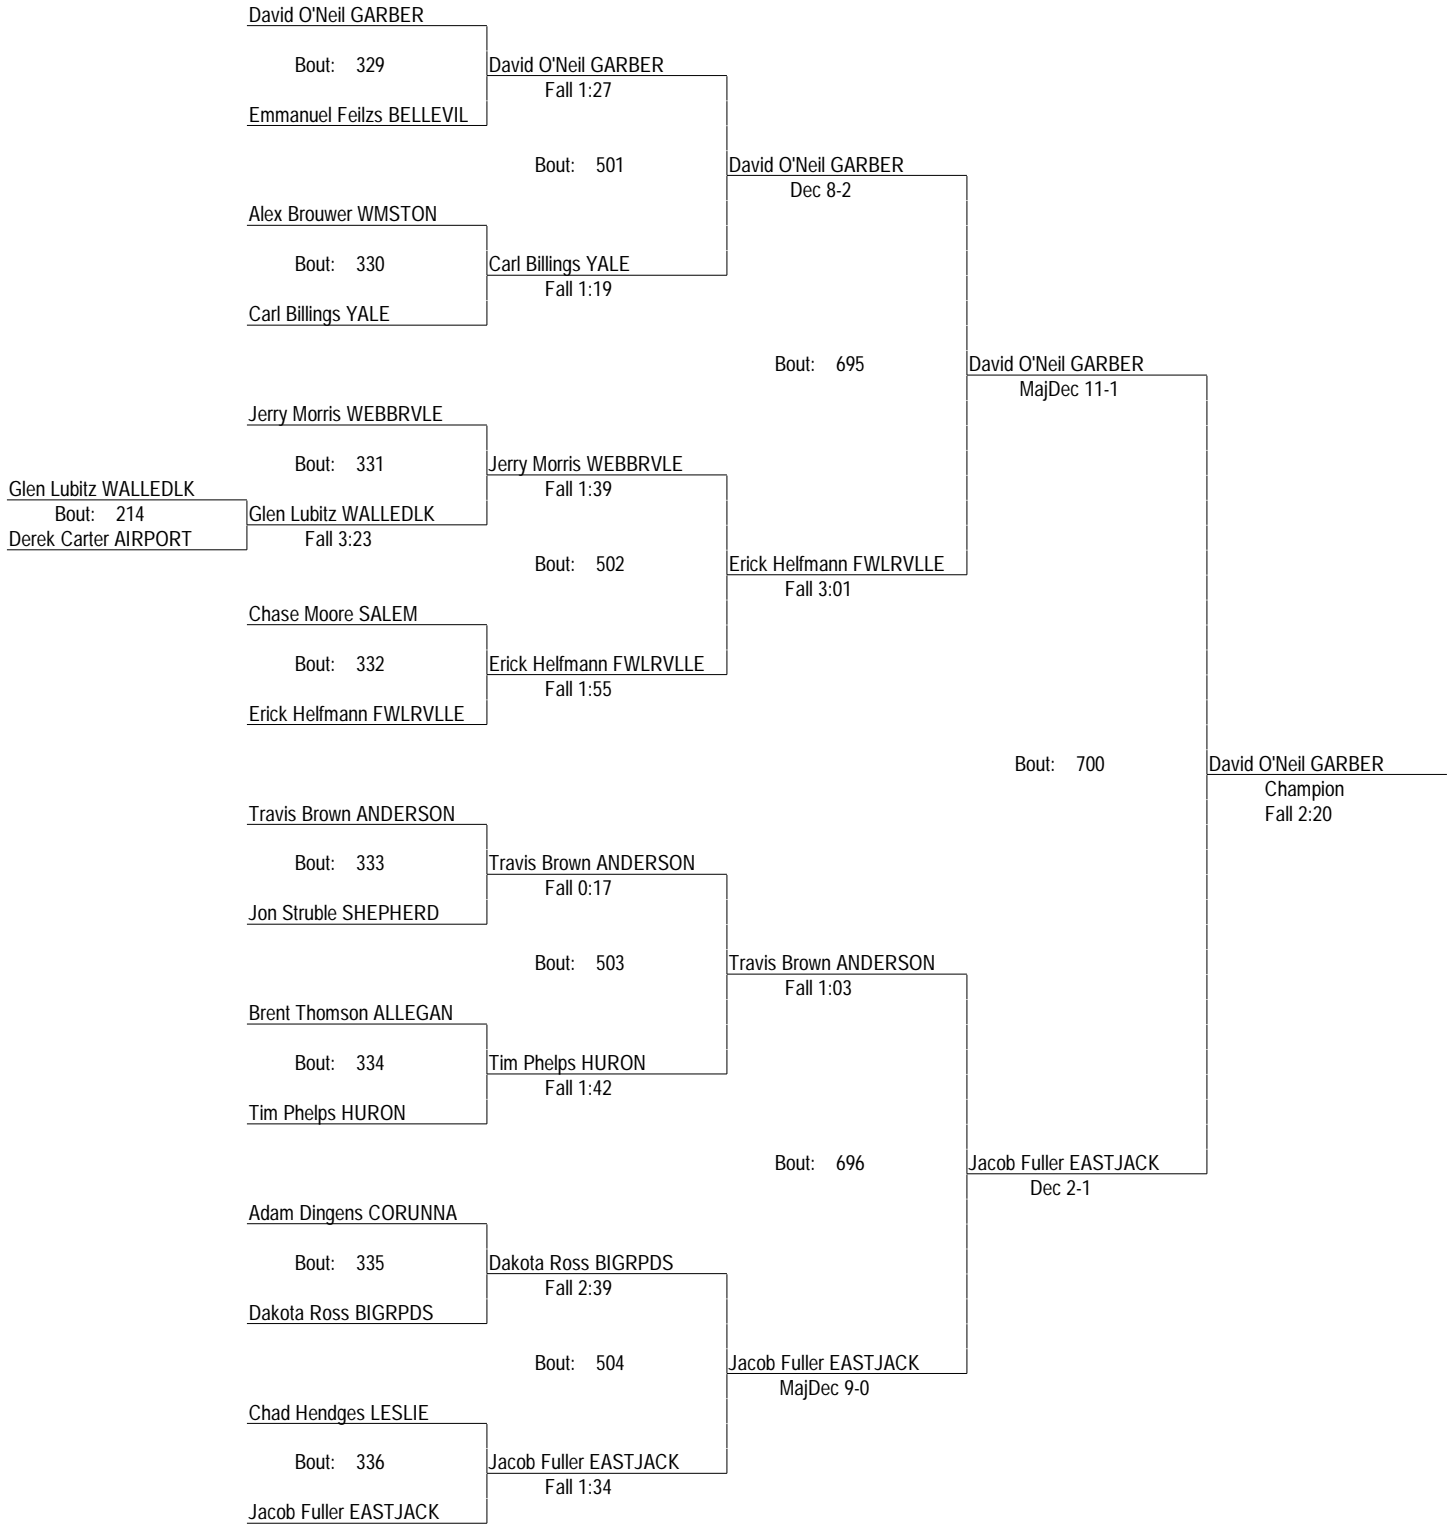 David O'Neil GARBER
Bout: 329
David O'Neil GARBER
Fall 1:27
Emmanuel Feilzs BELLEVIL
Bout: 501
David O'Neil GARBER
Dec 8-2
Alex Brouwer WMSTON
Bout: 330
Carl Billings YALE
Fall 1:19
Carl Billings YALE
Bout: 695
David O'Neil GARBER
MajDec 11-1
Jerry Morris WEBBRVLE
Bout: 331
Jerry Morris WEBBRVLE
Fall 1:39
Glen Lubitz WALLEDLK
Bout: 214
Glen Lubitz WALLEDLK
Derek Carter AIRPORT
Fall 3:23
Bout: 502
Erick Helfmann FWLRVLLE
Fall 3:01
Chase Moore SALEM
Bout: 332
Erick Helfmann FWLRVLLE
Fall 1:55
Erick Helfmann FWLRVLLE
Bout: 700
David O'Neil GARBER
Champion
Fall 2:20
Travis Brown ANDERSON
Bout: 333
Travis Brown ANDERSON
Fall 0:17
Jon Struble SHEPHERD
Bout: 503
Travis Brown ANDERSON
Fall 1:03
Brent Thomson ALLEGAN
Bout: 334
Tim Phelps HURON
Fall 1:42
Tim Phelps HURON
Bout: 696
Jacob Fuller EASTJACK
Dec 2-1
Adam Dingens CORUNNA
Bout: 335
Dakota Ross BIGRPDS
Fall 2:39
Dakota Ross BIGRPDS
Bout: 504
Jacob Fuller EASTJACK
MajDec 9-0
Chad Hendges LESLIE
Bout: 336
Jacob Fuller EASTJACK
Fall 1:34
Jacob Fuller EASTJACK